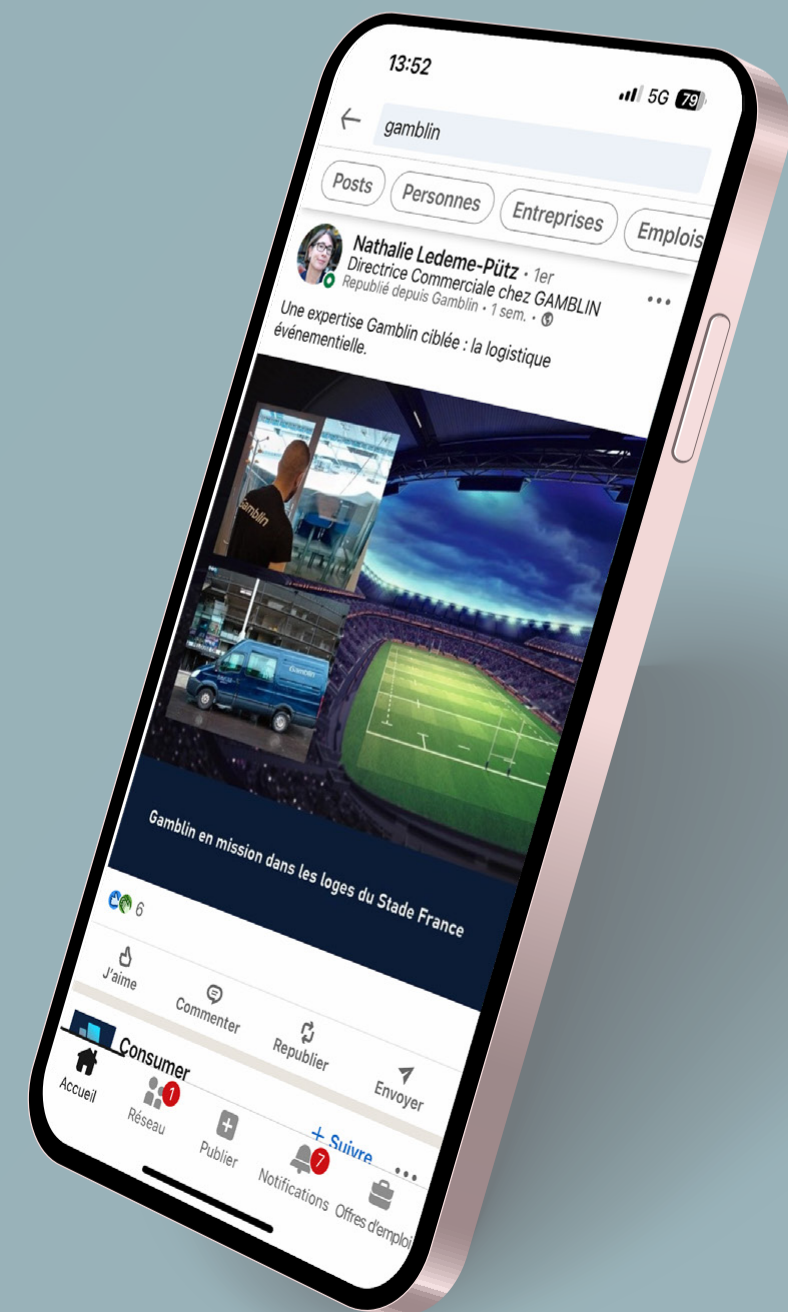 13:52
5G 79
gamblin
Posts Personnes Entreprises Emplois
Nathalie Ledeme-Pütz • 1er
Directrice Commerciale chez GAMBLIN
Republié depuis Gamblin • 1 sem. •
Une expertise Gamblin ciblée : la logistique
événementielle.
Gamblin
Gamblin
Gamblin en mission dans les loges du Stade France
6
J'aime Commenter Republier Envoyer
Consumer
+ Suivre
Accueil Réseau 1 Publier Notifications 7 Offres d'emploi